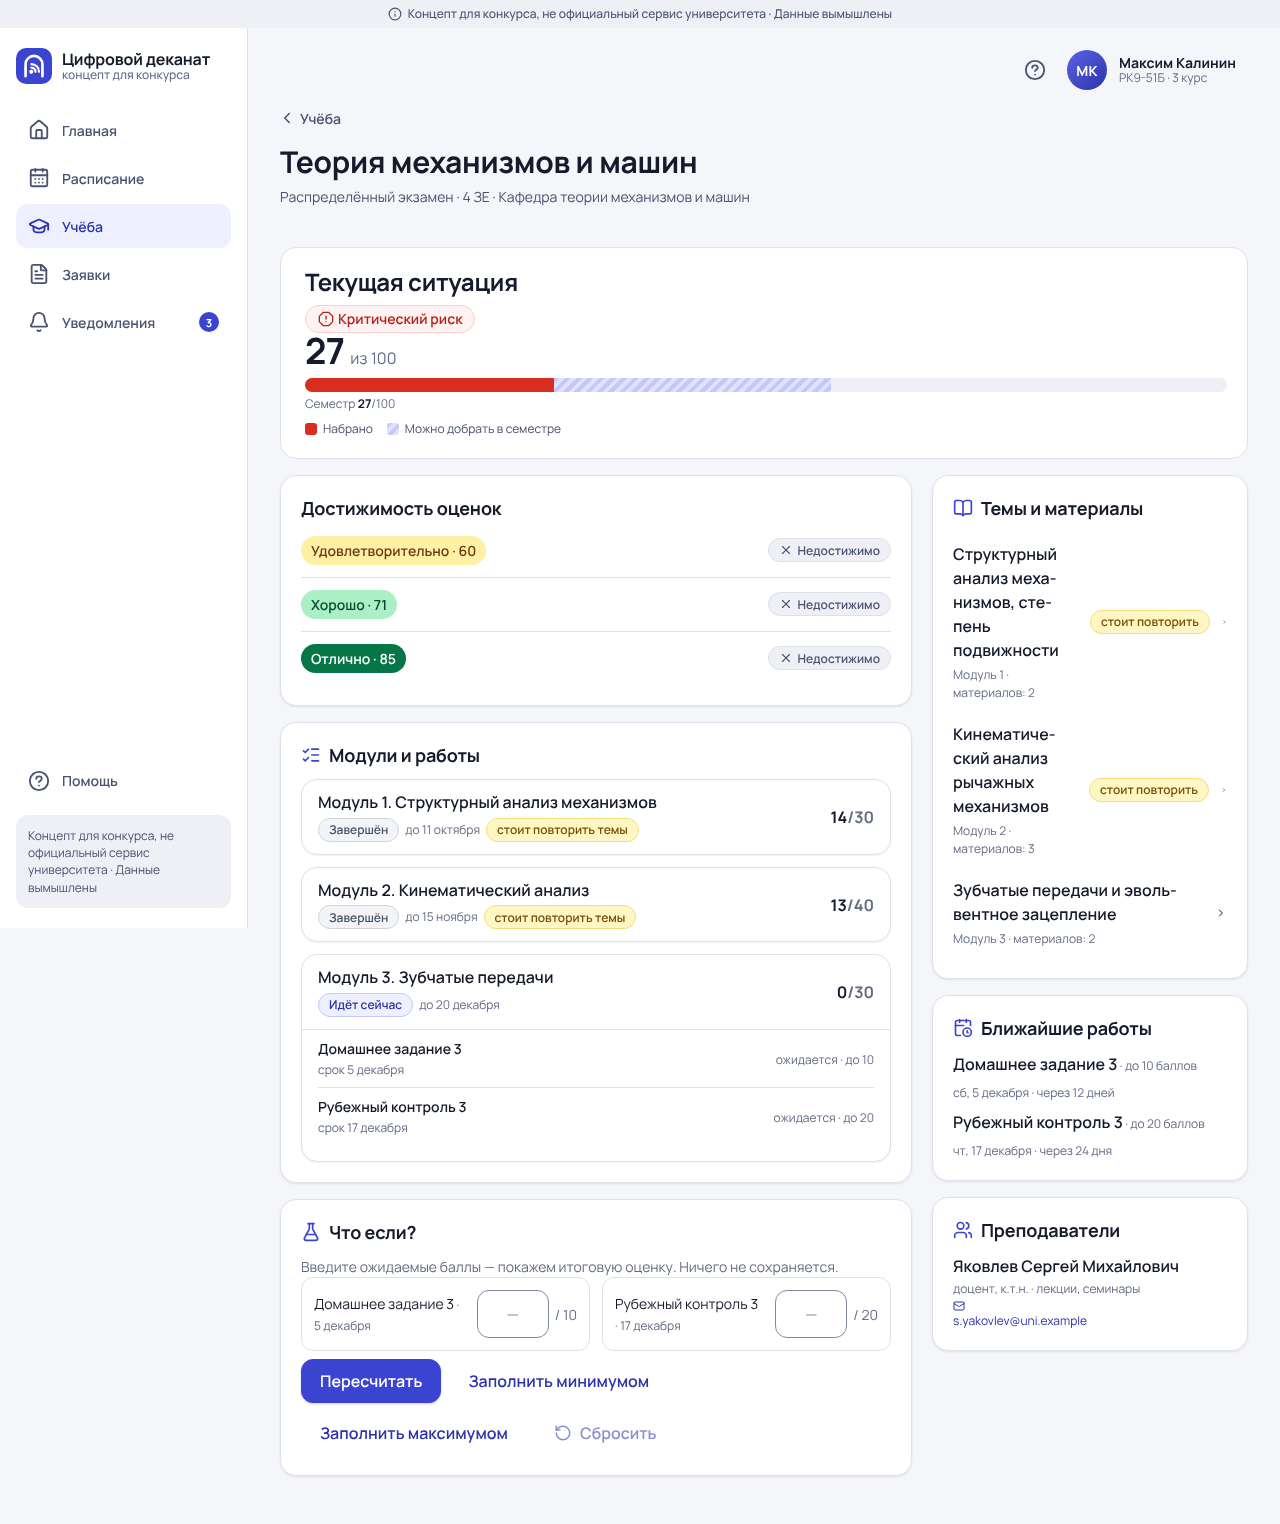 Концепт для конкурса, не официальный сервис университета · Данные вымышлены
Цифровой деканат
концепт для конкурса
Главная
Расписание
Учёба
Заявки
Уведомления
3
Помощь
Концепт для конкурса, не
официальный сервис
университета · Данные
вымышлены
МК
Максим Калинин
РК9-51Б · 3 курс
Учёба
Теория механизмов и машин
Распределённый экзамен · 4 ЗЕ · Кафедра теории механизмов и машин
Текущая ситуация
Критический риск
27 из 100
Семестр 27/100
Набрано
Можно добрать в семестре
Достижимость оценок
Удовлетворительно · 60
Недостижимо
Хорошо · 71
Недостижимо
Отлично · 85
Недостижимо
Модули и работы
Модуль 1. Структурный анализ механизмов
Завершён до 11 октября стоит повторить темы
14/30
Модуль 2. Кинематический анализ
Завершён до 15 ноября стоит повторить темы
13/40
Модуль 3. Зубчатые передачи
Идёт сейчас до 20 декабря
0/30
Домашнее задание 3
срок 5 декабря
ожидается · до 10
Рубежный контроль 3
срок 17 декабря
ожидается · до 20
Что если?
Введите ожидаемые баллы — покажем итоговую оценку. Ничего не сохраняется.
Домашнее задание 3 ·
5 декабря
—
/ 10
Рубежный контроль 3
· 17 декабря
—
/ 20
Пересчитать
Заполнить минимумом
Заполнить максимумом
Сбросить
Темы и материалы
Структурный
анализ меха-
низмов, сте-
пень
подвижности
Модуль 1 ·
материалов: 2
стоит повторить
Кинематиче-
ский анализ
рычажных
механизмов
Модуль 2 ·
материалов: 3
стоит повторить
Зубчатые передачи и эволь-
вентное зацепление
Модуль 3 · материалов: 2
Ближайшие работы
Домашнее задание 3 · до 10 баллов
сб, 5 декабря · через 12 дней
Рубежный контроль 3 · до 20 баллов
чт, 17 декабря · через 24 дня
Преподаватели
Яковлев Сергей Михайлович
доцент, к.т.н. · лекции, семинары
s.yakovlev@uni.example